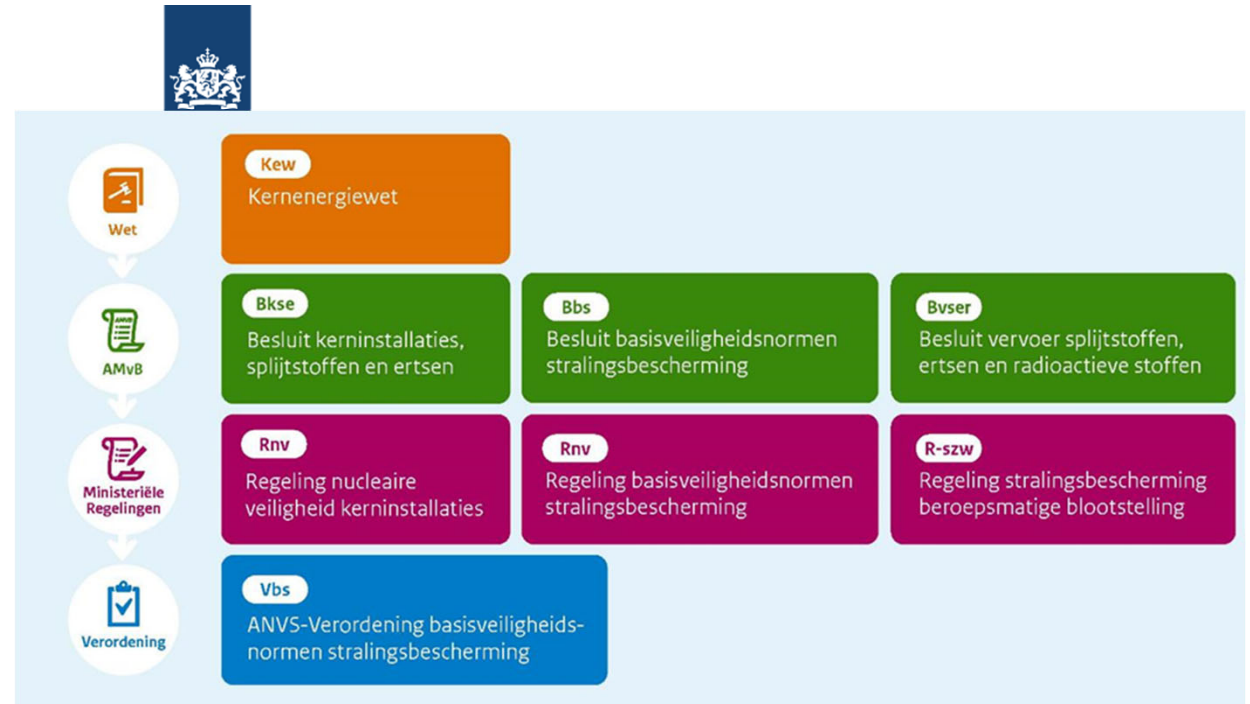 Wet
Kew
Kernenergiewet
AMvB
Bkse
Besluit kerninstallaties,
splijtstoffen en ertsen
Bbs
Besluit basisveiligheidsnormen
stralingsbescherming
Bvser
Besluit vervoer splijtstoffen,
ertsen en radioactieve stoffen
Ministeriële
Regelingen
Rnv
Regeling nucleaire
veiligheid kerninstallaties
Rnv
Regeling basisveiligheidsnormen
stralingsbescherming
R-szw
Regeling stralingsbescherming
beroepsmatige blootstelling
Verordening
Vbs
ANVS-Verordening basisveiligheids-
normen stralingsbescherming